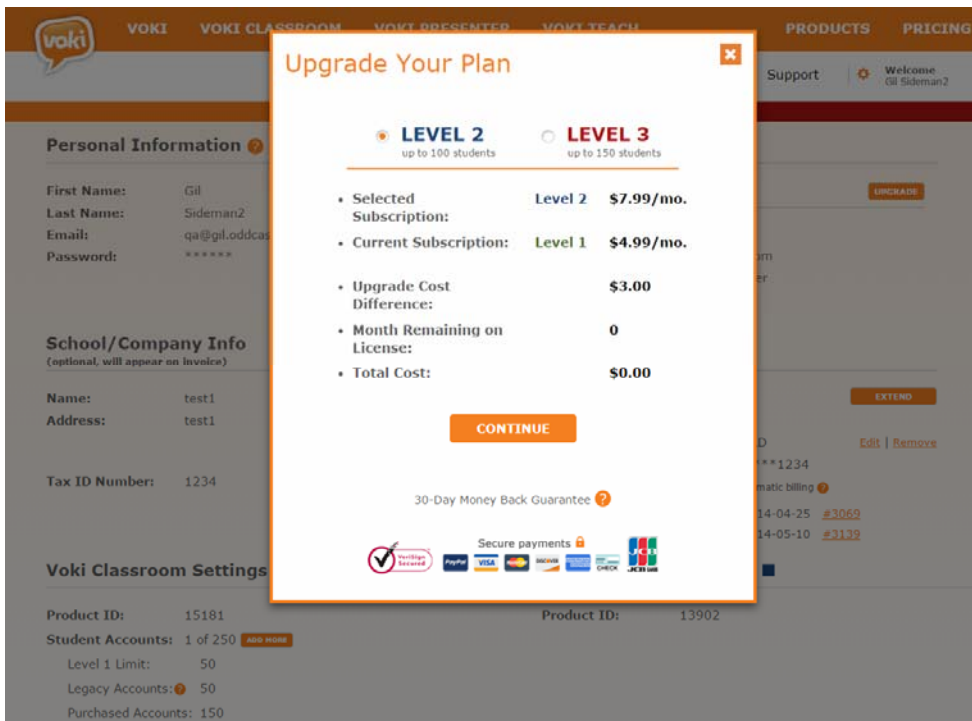 voki
VOKI VOKI CLASSROOM VOKI PRESENTER VOKI TEACH PRODUCTS PRICING
Support
Welcome
Gil Sideman2
Upgrade Your Plan
LEVEL 2
up to 100 students
LEVEL 3
up to 150 students
Selected Subscription: Level 2 $7.99/mo.
Current Subscription: Level 1 $4.99/mo.
Upgrade Cost Difference: $3.00
Month Remaining on License: 0
Total Cost: $0.00
CONTINUE
30-Day Money Back Guarantee ?
Secure payments
VeriSign Secured
PayPal VISA MasterCard DISCOVER CHECK JCB
Personal Information ?
First Name: Gil
Last Name: Sideman2
Email: qa@gil.oddcas
Password: ******
UPGRADE
om
er
School/Company Info
(optional, will appear on invoice)
Name: test1
Address: test1
Tax ID Number: 1234
EXTEND
D Edit | Remove
***1234
matic billing ?
14-04-25 #3069
14-05-10 #3139
Voki Classroom Settings
Product ID: 15181
Student Accounts: 1 of 250 ADD MORE
Level 1 Limit: 50
Legacy Accounts: ? 50
Purchased Accounts: 150
Product ID: 13902